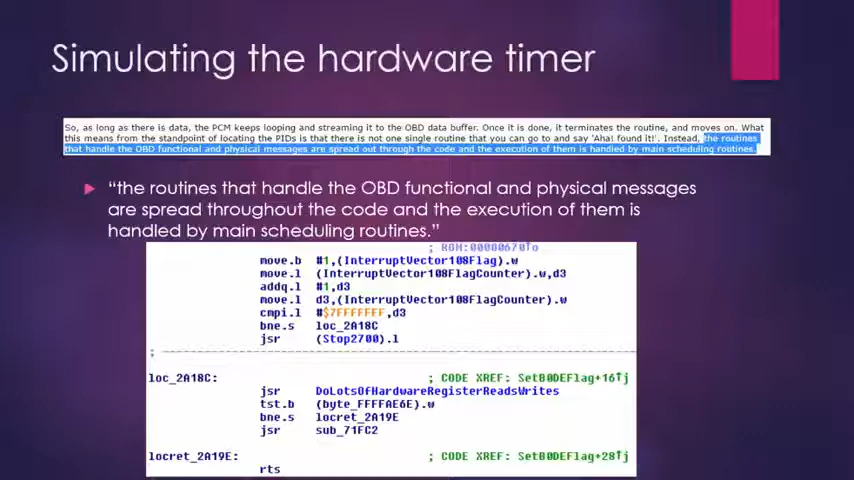 Simulating the hardware timer
So, as long as there is data, the PCM keeps looping and streaming it to the OBD data buffer. Once it is done, it terminates the routine, and moves on. What
this means from the standpoint of locating the PIDs is that there is not one single routine that you can go to and say 'Aha! found it!'. Instead, the routines
that handle the OBD functional and physical messages are spread out through the code and the execution of them is handled by main scheduling routines.
“the routines that handle the OBD functional and physical messages
are spread throughout the code and the execution of them is
handled by main scheduling routines.”
; ROM:00000670↑o
move.b #1,(InterruptVector108Flag).w
move.l (InterruptVector108FlagCounter).w,d3
addq.l #1,d3
move.l d3,(InterruptVector108FlagCounter).w
cmpi.l #$7FFFFFFF,d3
bne.s loc_2A18C
jsr (Stop2700).l
; ---------------------------------------------------------------------------
loc_2A18C: ; CODE XREF: SetB0DEFlag+16↑j
jsr DoLotsOfHardwareRegisterReadsWrites
tst.b (byte_FFFFAE6E).w
bne.s locret_2A19E
jsr sub_71FC2
locret_2A19E: ; CODE XREF: SetB0DEFlag+28↑j
rts